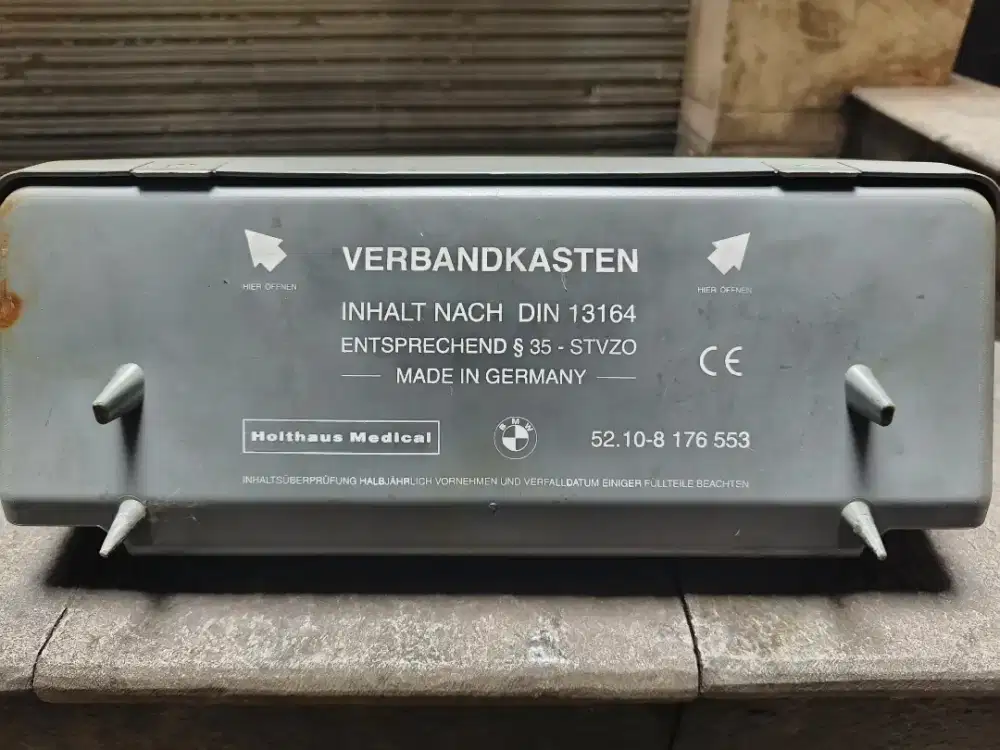 VERBANDKASTEN
HIER ÖFFNEN
HIER ÖFFNEN
INHALT NACH DIN 13164
ENTSPRECHEND § 35 - STVZO
MADE IN GERMANY
CE
Holthaus Medical
BMW
52.10-8 176 553
INHALTSÜBERPRÜFUNG HALBJÄHRLICH VORNEHMEN UND VERFALLDATUM EINIGER FÜLLTEILE BEACHTEN